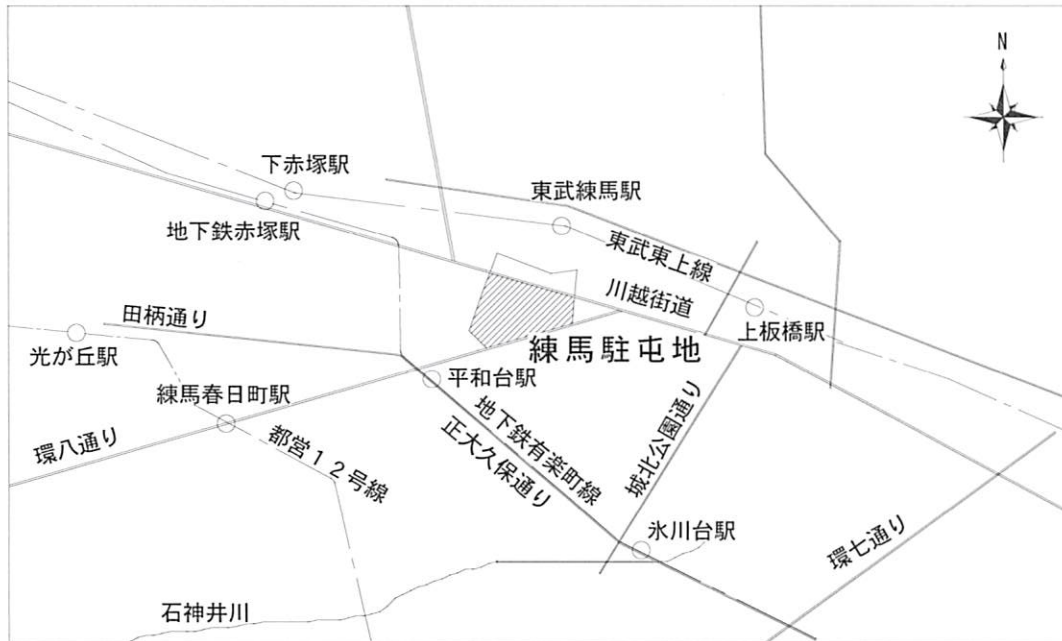 N
下赤塚駅
東武練馬駅
地下鉄赤塚駅
東武東上線
川越街道
田柄通り
上板橋駅
練馬駐屯地
光が丘駅
平和台駅
練馬春日町駅
環八通り
都営12号線
地下鉄有楽町線
正大久保通り
城北公園通り
氷川台駅
環七通り
石神井川